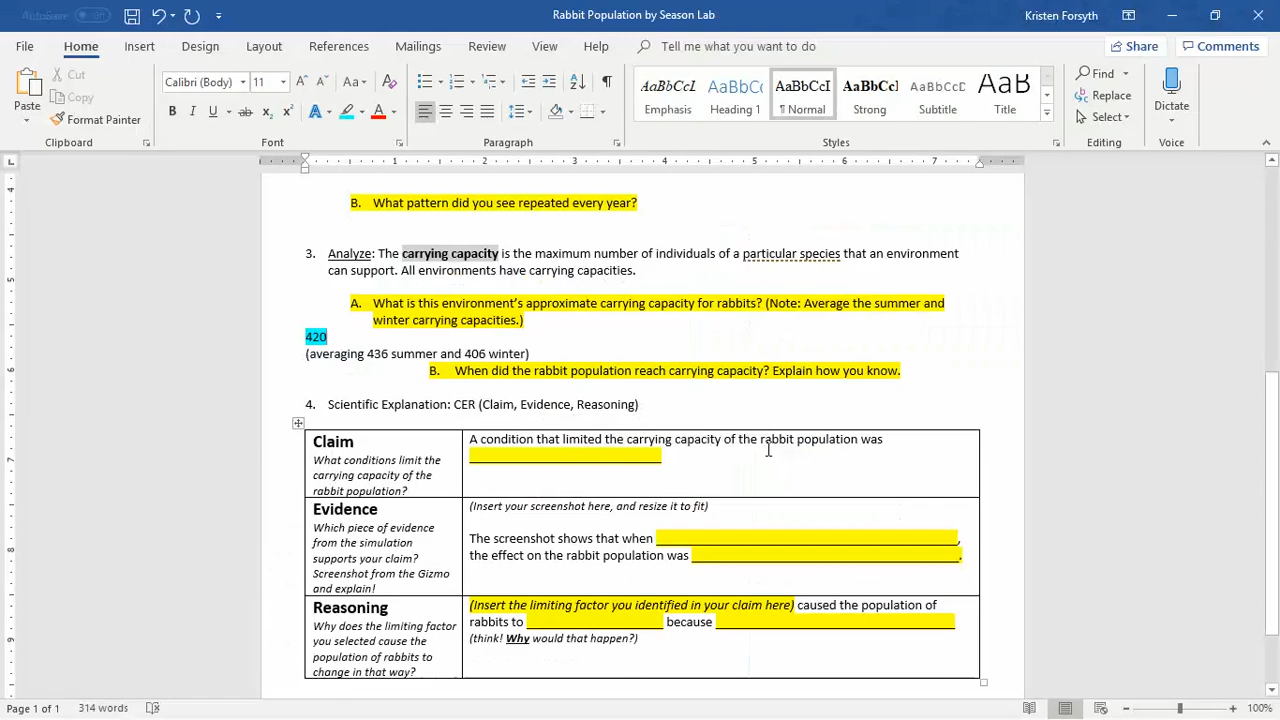 AutoSave Off
Rabbit Population by Season Lab
Kristen Forsyth
File Home Insert Design Layout References Mailings Review View Help Tell me what you want to do Share Comments
Paste
Cut
Copy
Format Painter
Clipboard
Calibri (Body) 11
Font
Paragraph
AaBbCcI AaBbCc AaBbCcI AaBbCcI AaBbCcD AaB
Emphasis Heading 1 ¶ Normal Strong Subtitle Title
Styles
Find
Replace
Select
Editing
Dictate
Voice
1 2 3 4 5 6 7
B. What pattern did you see repeated every year?
3. Analyze: The carrying capacity is the maximum number of individuals of a particular species that an environment
can support. All environments have carrying capacities.
A. What is this environment's approximate carrying capacity for rabbits? (Note: Average the summer and
winter carrying capacities.)
420
(averaging 436 summer and 406 winter)
B. When did the rabbit population reach carrying capacity? Explain how you know.
4. Scientific Explanation: CER (Claim, Evidence, Reasoning)
Claim
What conditions limit the
carrying capacity of the
rabbit population?
A condition that limited the carrying capacity of the rabbit population was
Evidence
Which piece of evidence
from the simulation
supports your claim?
Screenshot from the Gizmo
and explain!
(Insert your screenshot here, and resize it to fit)
The screenshot shows that when ,
the effect on the rabbit population was .
Reasoning
Why does the limiting factor
you selected cause the
population of rabbits to
change in that way?
(Insert the limiting factor you identified in your claim here) caused the population of
rabbits to because
(think! Why would that happen?)
Page 1 of 2 314 words
100%